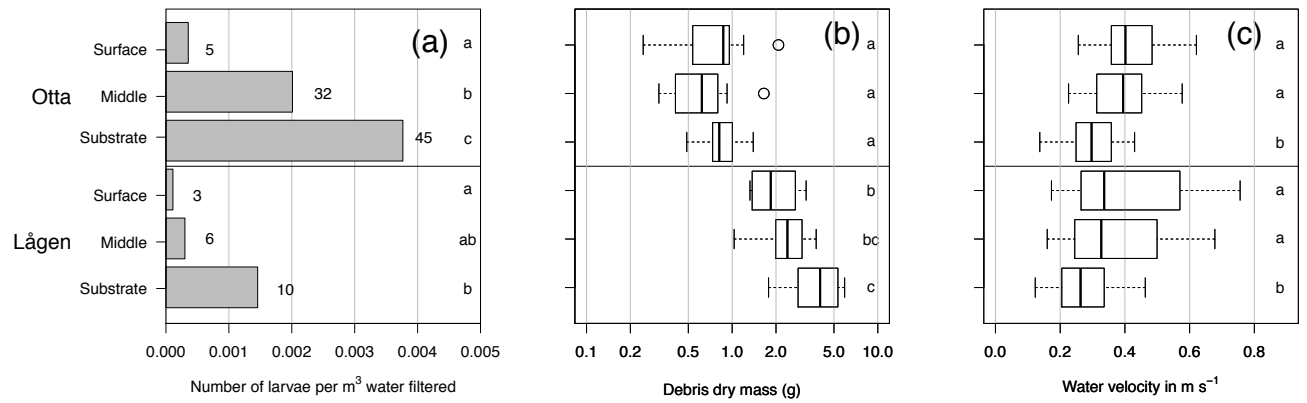 (a)
(b)
(c)
Otta
Surface 5 a
Middle 32 b
Substrate 45 c
Lågen
Surface 3 a
Middle 6 ab
Substrate 10 b
0.000 0.001 0.002 0.003 0.004 0.005
Number of larvae per m³ water filtered
a
a
a
b
bc
c
0.1 0.2 0.5 1.0 2.0 5.0 10.0
Debris dry mass (g)
a
a
b
a
a
b
0.0 0.2 0.4 0.6 0.8
Water velocity in m s⁻¹